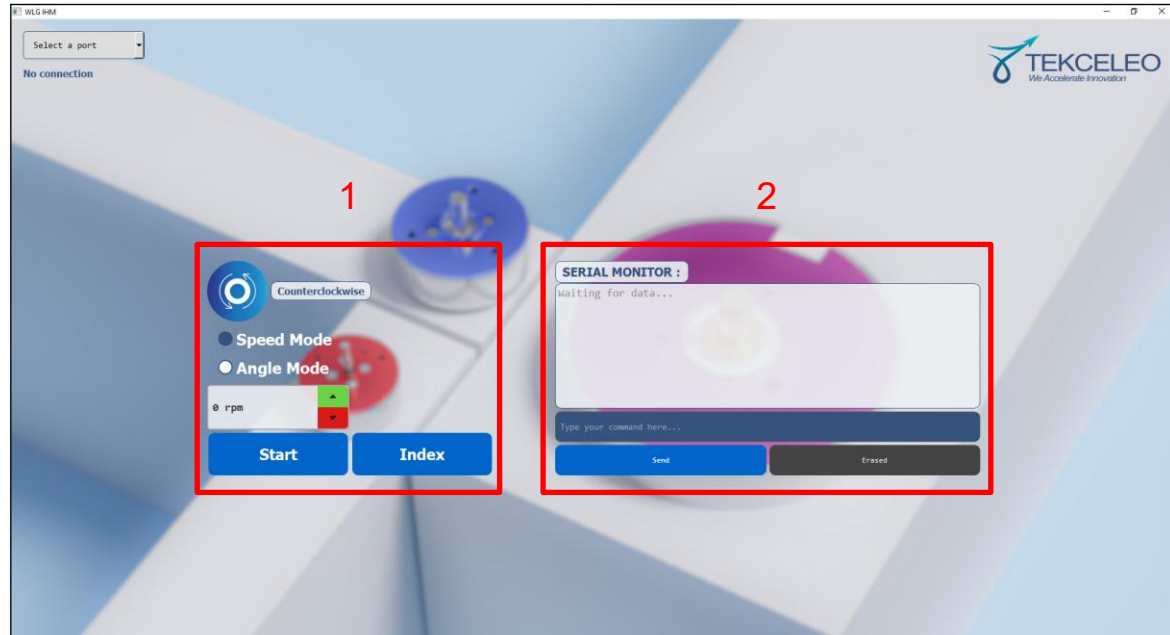 WLG IHM
Select a port
No connection
TEKCELEO
We Accelerate Innovation
1
2
Counterclockwise
Speed Mode
Angle Mode
0 rpm
Start
Index
SERIAL MONITOR :
Waiting for data...
Type your command here...
Send
Erased